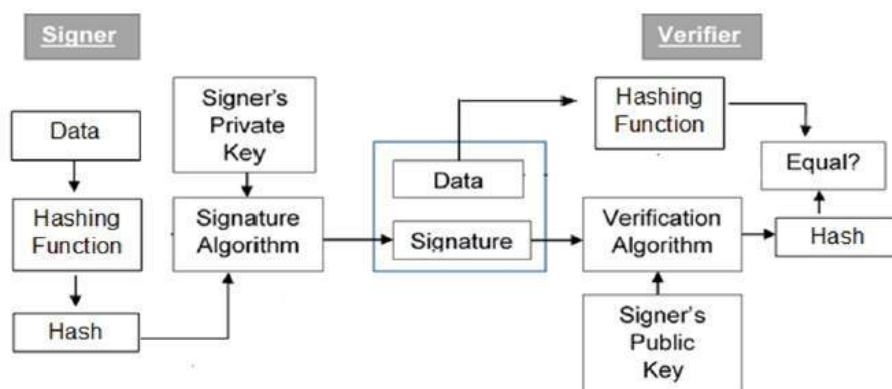 Signer
Verifier
Data
Hashing
Function
Hash
Signer's
Private
Key
Signature
Algorithm
Data
Signature
Hashing
Function
Verification
Algorithm
Signer's
Public
Key
Equal?
Hash